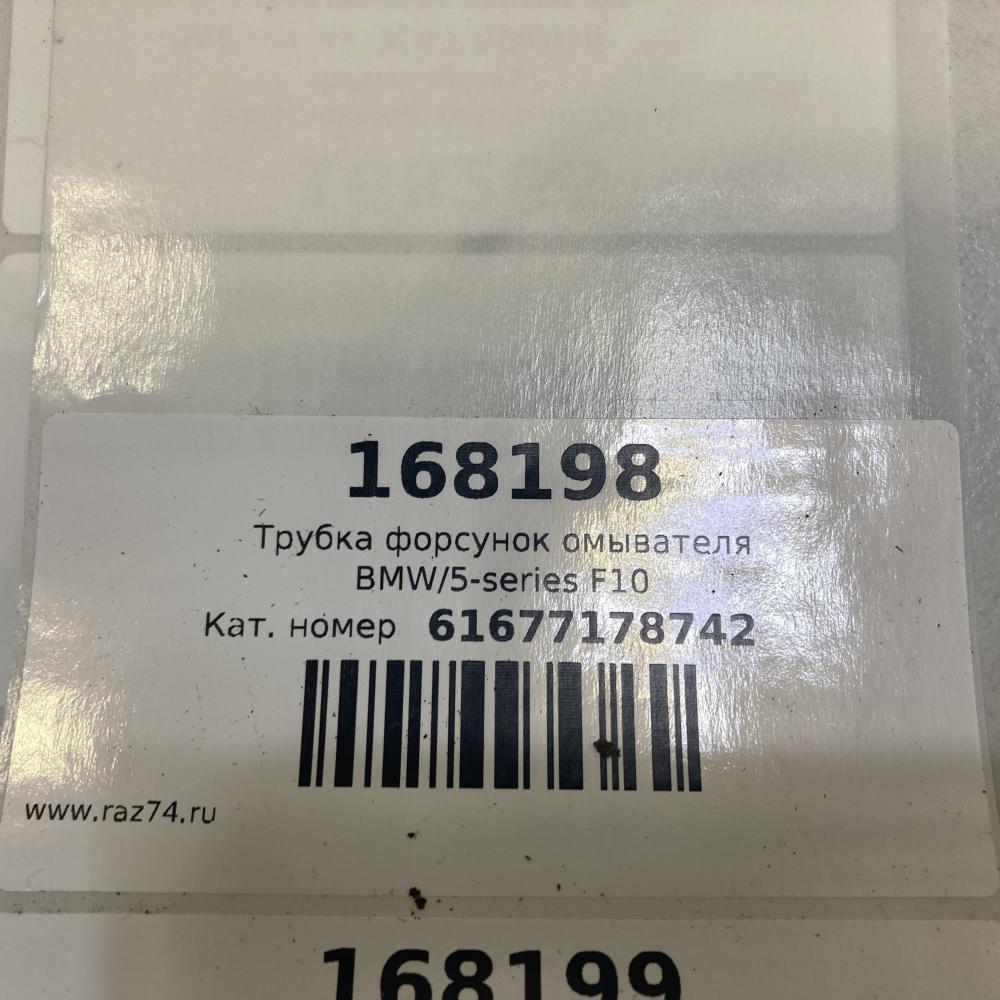 168198
Трубка форсунок омывателя
BMW/5-series F10
Кат. номер 61677178742
www.raz74.ru
168199